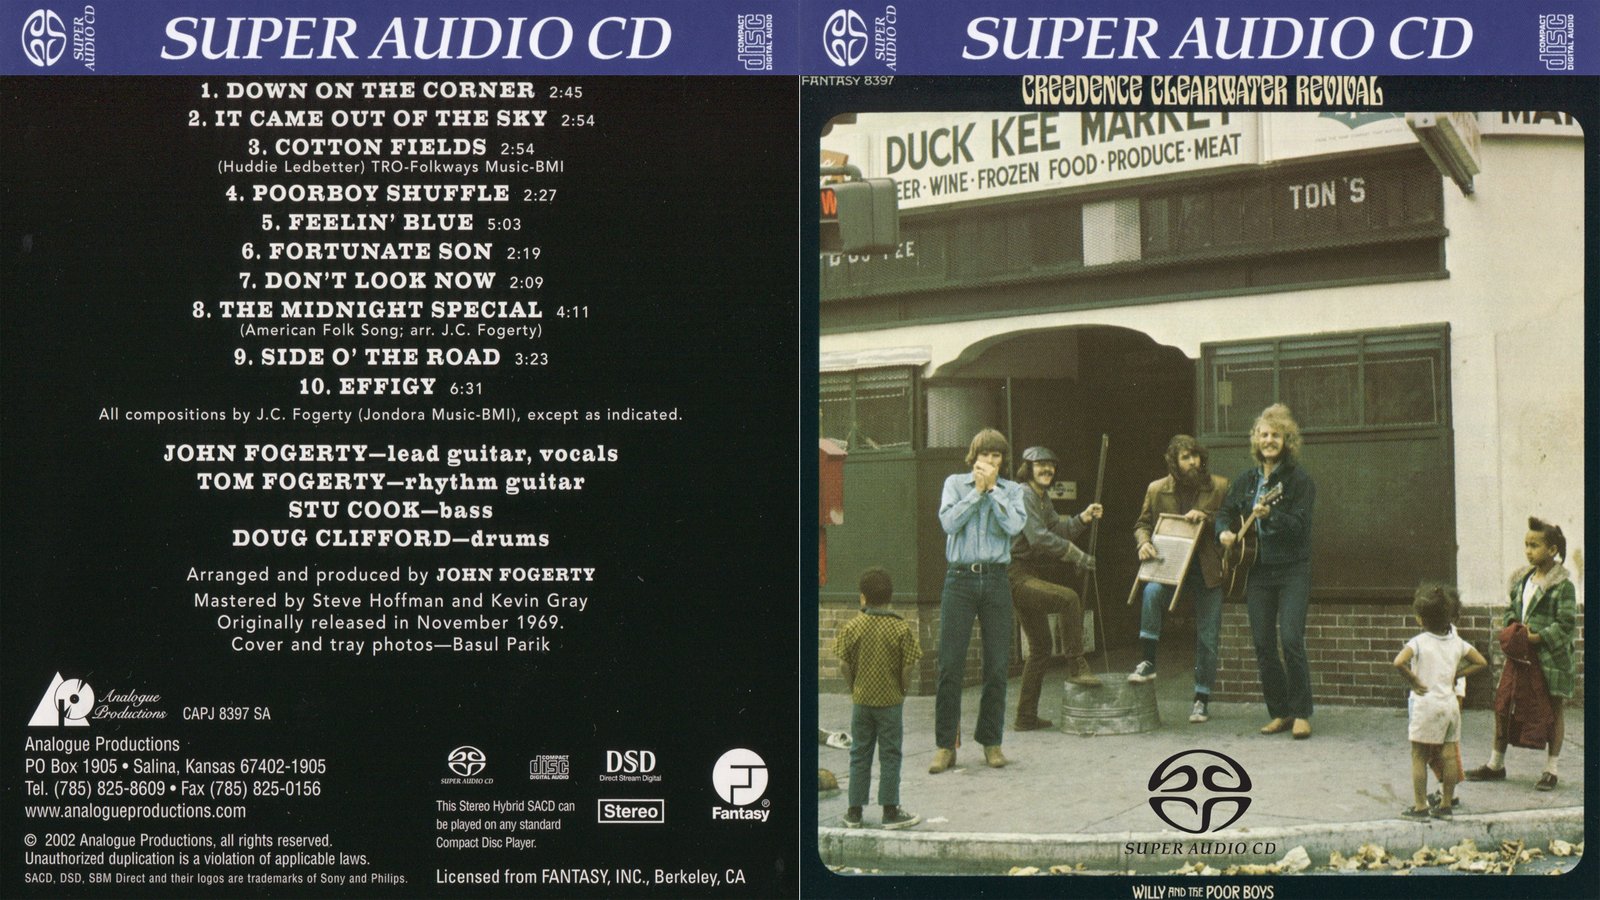 SUPER AUDIO CD
SUPER AUDIO CD
COMPACT disc DIGITAL AUDIO
1. DOWN ON THE CORNER 2:45
2. IT CAME OUT OF THE SKY 2:54
3. COTTON FIELDS 2:54
(Huddie Ledbetter) TRO-Folkways Music-BMI
4. POORBOY SHUFFLE 2:27
5. FEELIN' BLUE 5:03
6. FORTUNATE SON 2:19
7. DON'T LOOK NOW 2:09
8. THE MIDNIGHT SPECIAL 4:11
(American Folk Song; arr. J.C. Fogerty)
9. SIDE O' THE ROAD 3:23
10. EFFIGY 6:31
All compositions by J.C. Fogerty (Jondora Music-BMI), except as indicated.
JOHN FOGERTY—lead guitar, vocals
TOM FOGERTY—rhythm guitar
STU COOK—bass
DOUG CLIFFORD—drums
Arranged and produced by JOHN FOGERTY
Mastered by Steve Hoffman and Kevin Gray
Originally released in November 1969.
Cover and tray photos—Basul Parik
Analogue
Productions
CAPJ 8397 SA
Analogue Productions
PO Box 1905 • Salina, Kansas 67402-1905
Tel. (785) 825-8609 • Fax (785) 825-0156
www.analogueproductions.com
© 2002 Analogue Productions, all rights reserved.
Unauthorized duplication is a violation of applicable laws.
SACD, DSD, SBM Direct and their logos are trademarks of Sony and Philips.
SUPER AUDIO CD
COMPACT disc DIGITAL AUDIO
DSD
Direct Stream Digital
Stereo
This Stereo Hybrid SACD can
be played on any standard
Compact Disc Player.
Fantasy®
Licensed from FANTASY, INC., Berkeley, CA
SUPER AUDIO CD
SUPER AUDIO CD
COMPACT disc DIGITAL AUDIO
FANTASY 8397
CREEDENCE CLEARWATER REVIVAL
DUCK KEE MARKET
EER·WINE·FROZEN FOOD·PRODUCE·MEAT
MA
TON'S
W
SUPER AUDIO CD
WILLY AND THE POOR BOYS